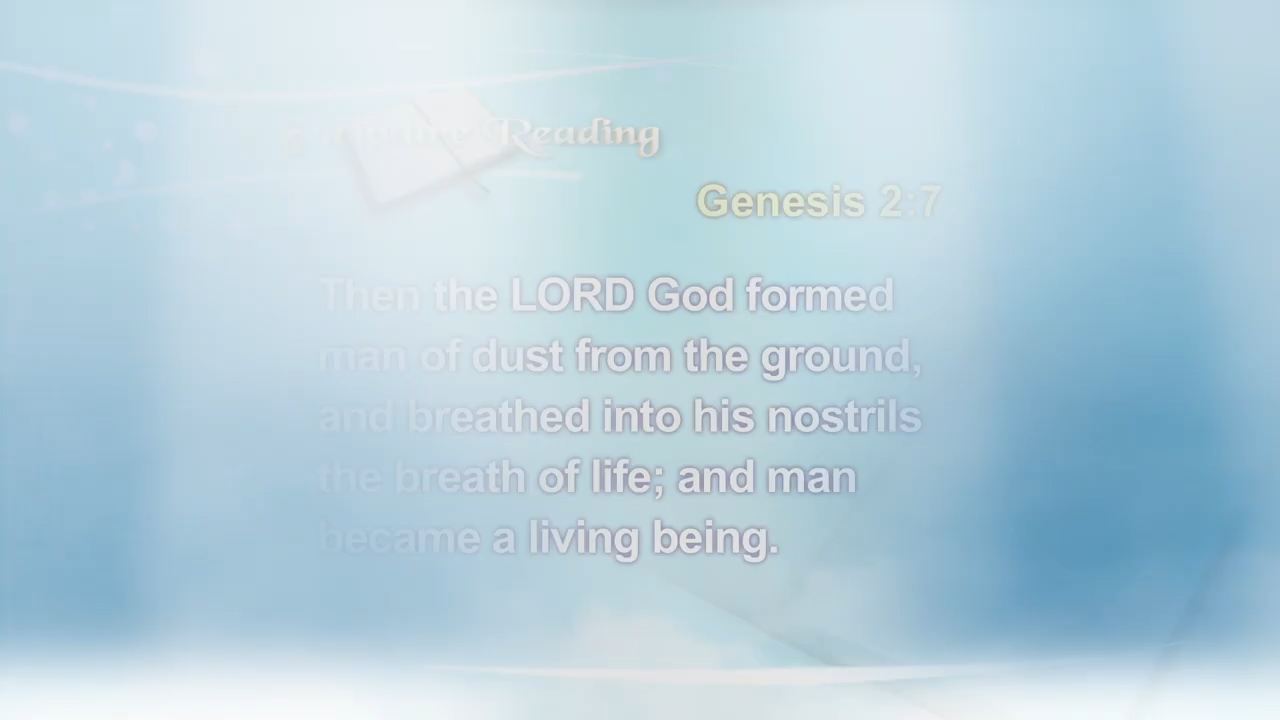 Scripture Reading
Genesis 2:7
Then the LORD God formed
man of dust from the ground,
and breathed into his nostrils
the breath of life; and man
became a living being.